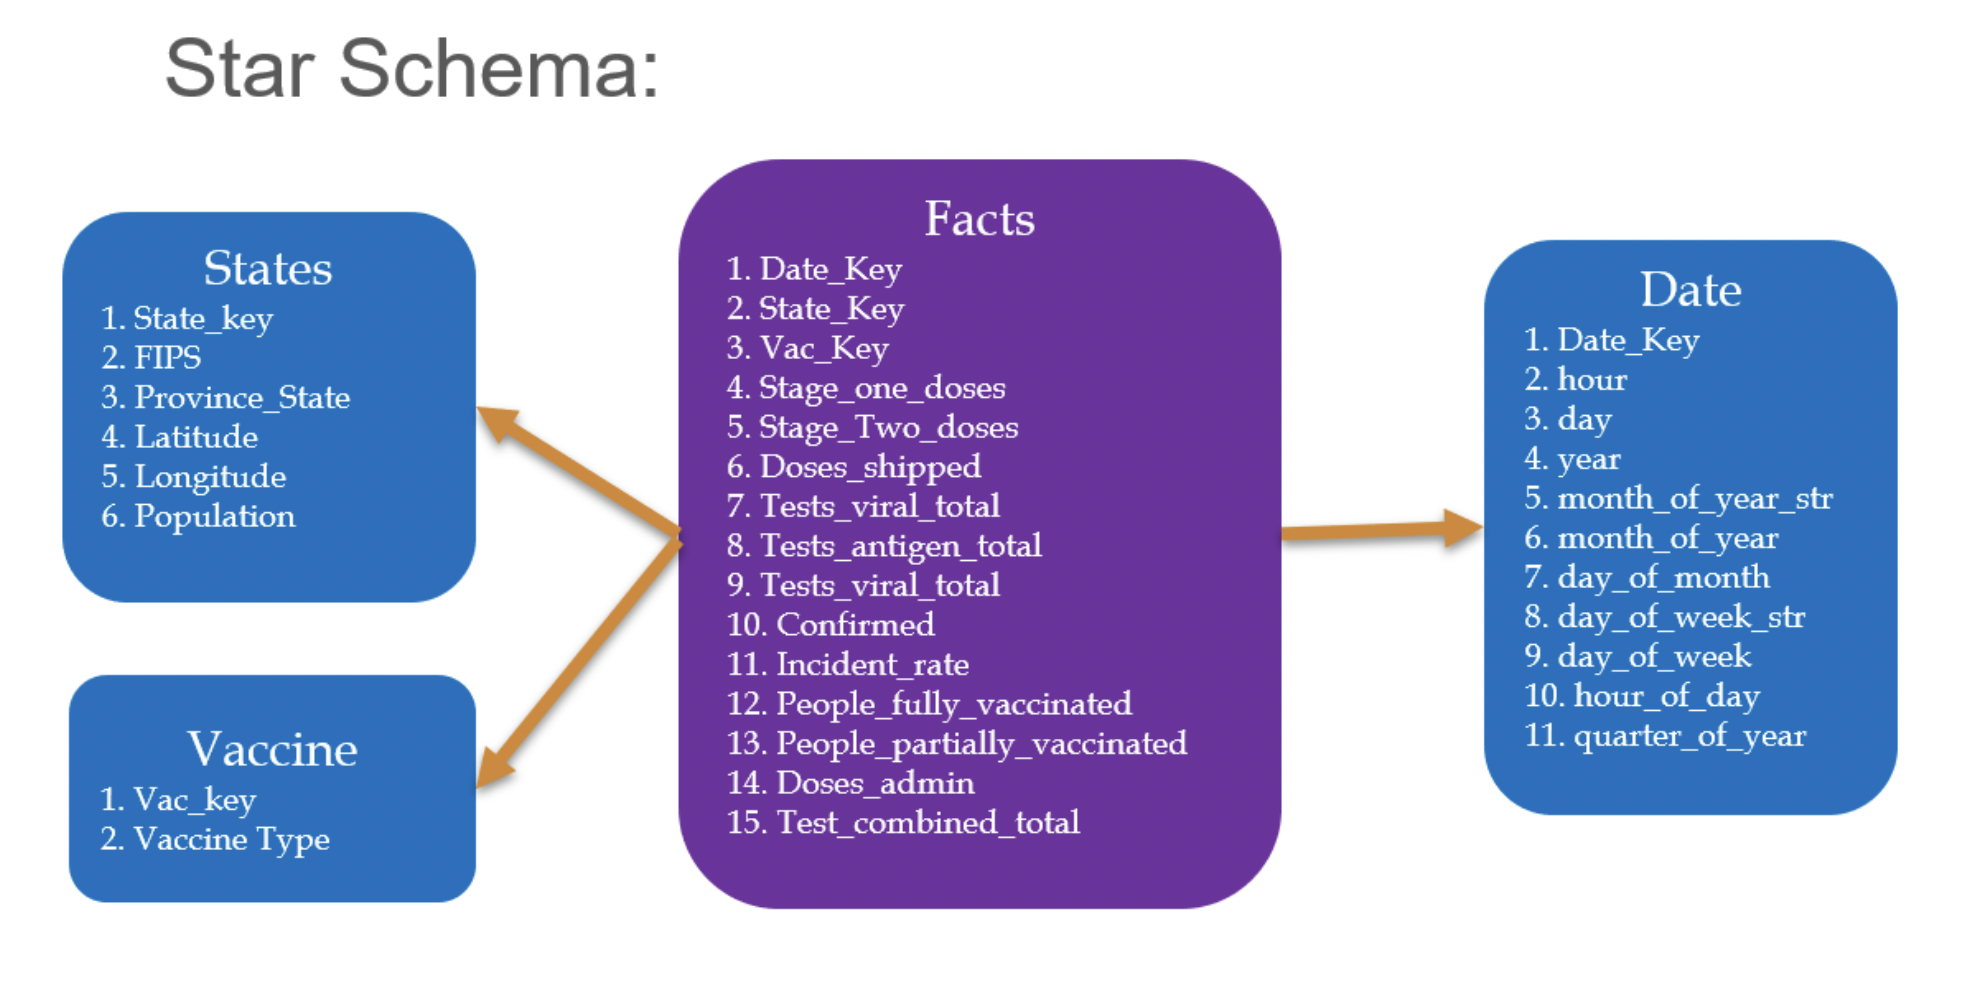 Star Schema:
States
1. State_key
2. FIPS
3. Province_State
4. Latitude
5. Longitude
6. Population
Vaccine
1. Vac_key
2. Vaccine Type
Facts
1. Date_Key
2. State_Key
3. Vac_Key
4. Stage_one_doses
5. Stage_Two_doses
6. Doses_shipped
7. Tests_viral_total
8. Tests_antigen_total
9. Tests_viral_total
10. Confirmed
11. Incident_rate
12. People_fully_vaccinated
13. People_partially_vaccinated
14. Doses_admin
15. Test_combined_total
Date
1. Date_Key
2. hour
3. day
4. year
5. month_of_year_str
6. month_of_year
7. day_of_month
8. day_of_week_str
9. day_of_week
10. hour_of_day
11. quarter_of_year